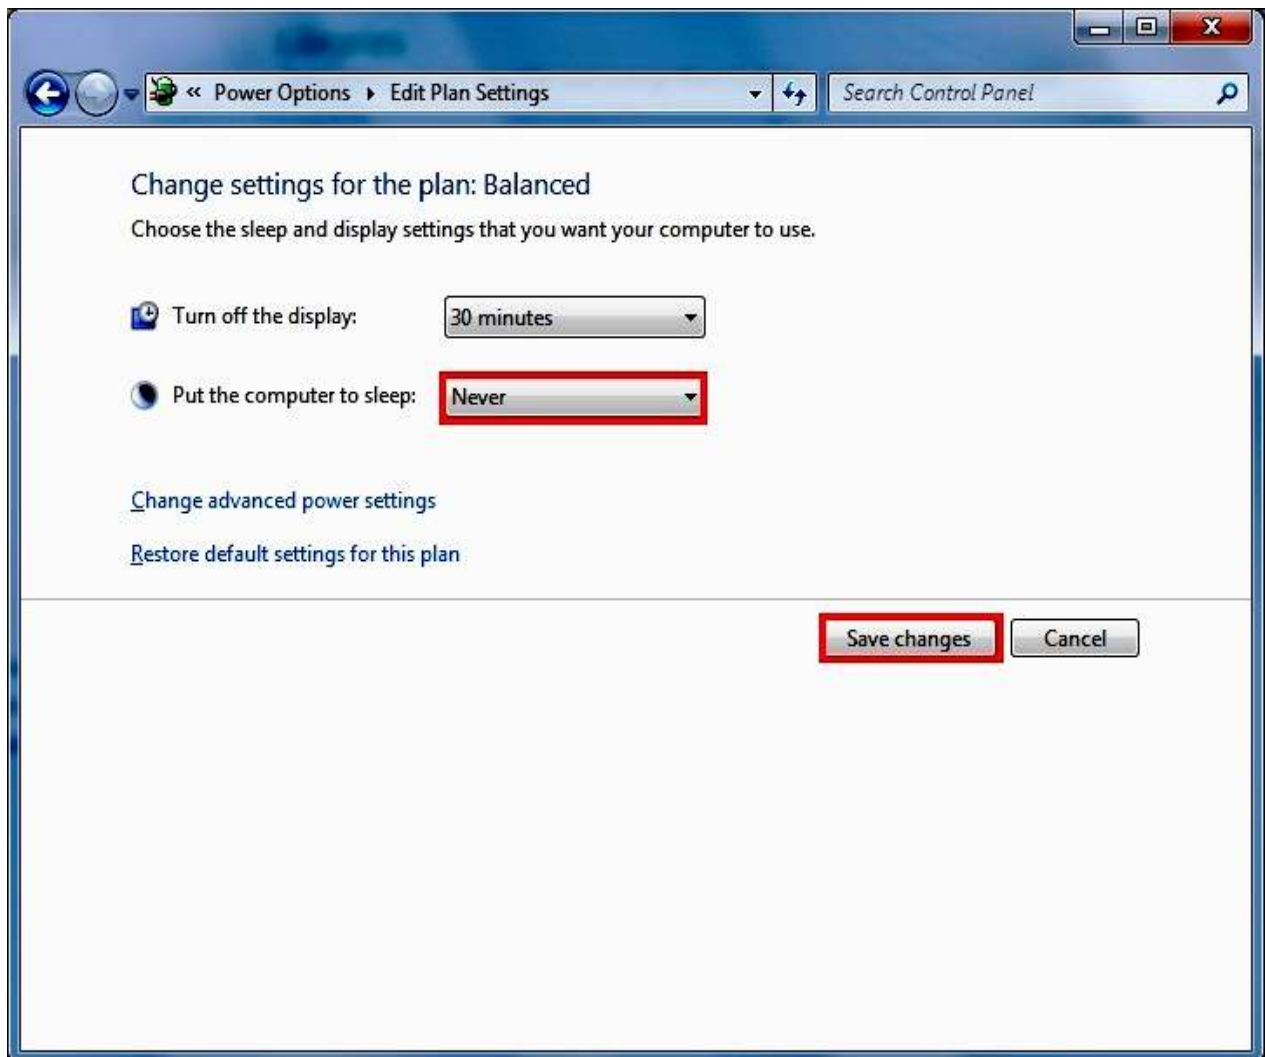 « Power Options ▸ Edit Plan Settings
Search Control Panel
Change settings for the plan: Balanced
Choose the sleep and display settings that you want your computer to use.
Turn off the display: 30 minutes
Put the computer to sleep: Never
Change advanced power settings
Restore default settings for this plan
Save changes Cancel